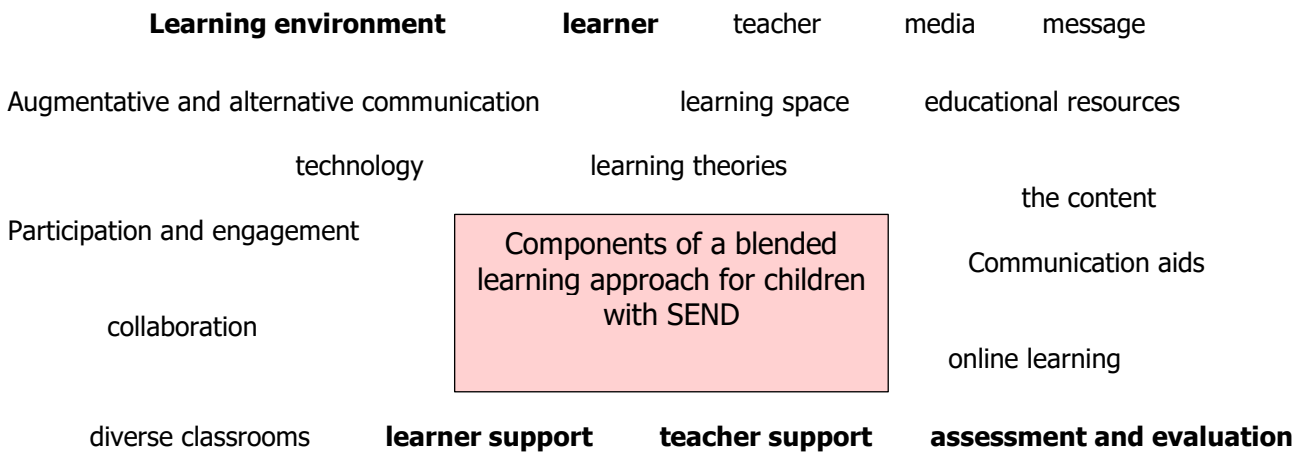 Learning environment learner teacher media message
Augmentative and alternative communication learning space educational resources
technology learning theories
the content
Participation and engagement
Components of a blended
learning approach for children
with SEND
Communication aids
collaboration
online learning
diverse classrooms learner support teacher support assessment and evaluation